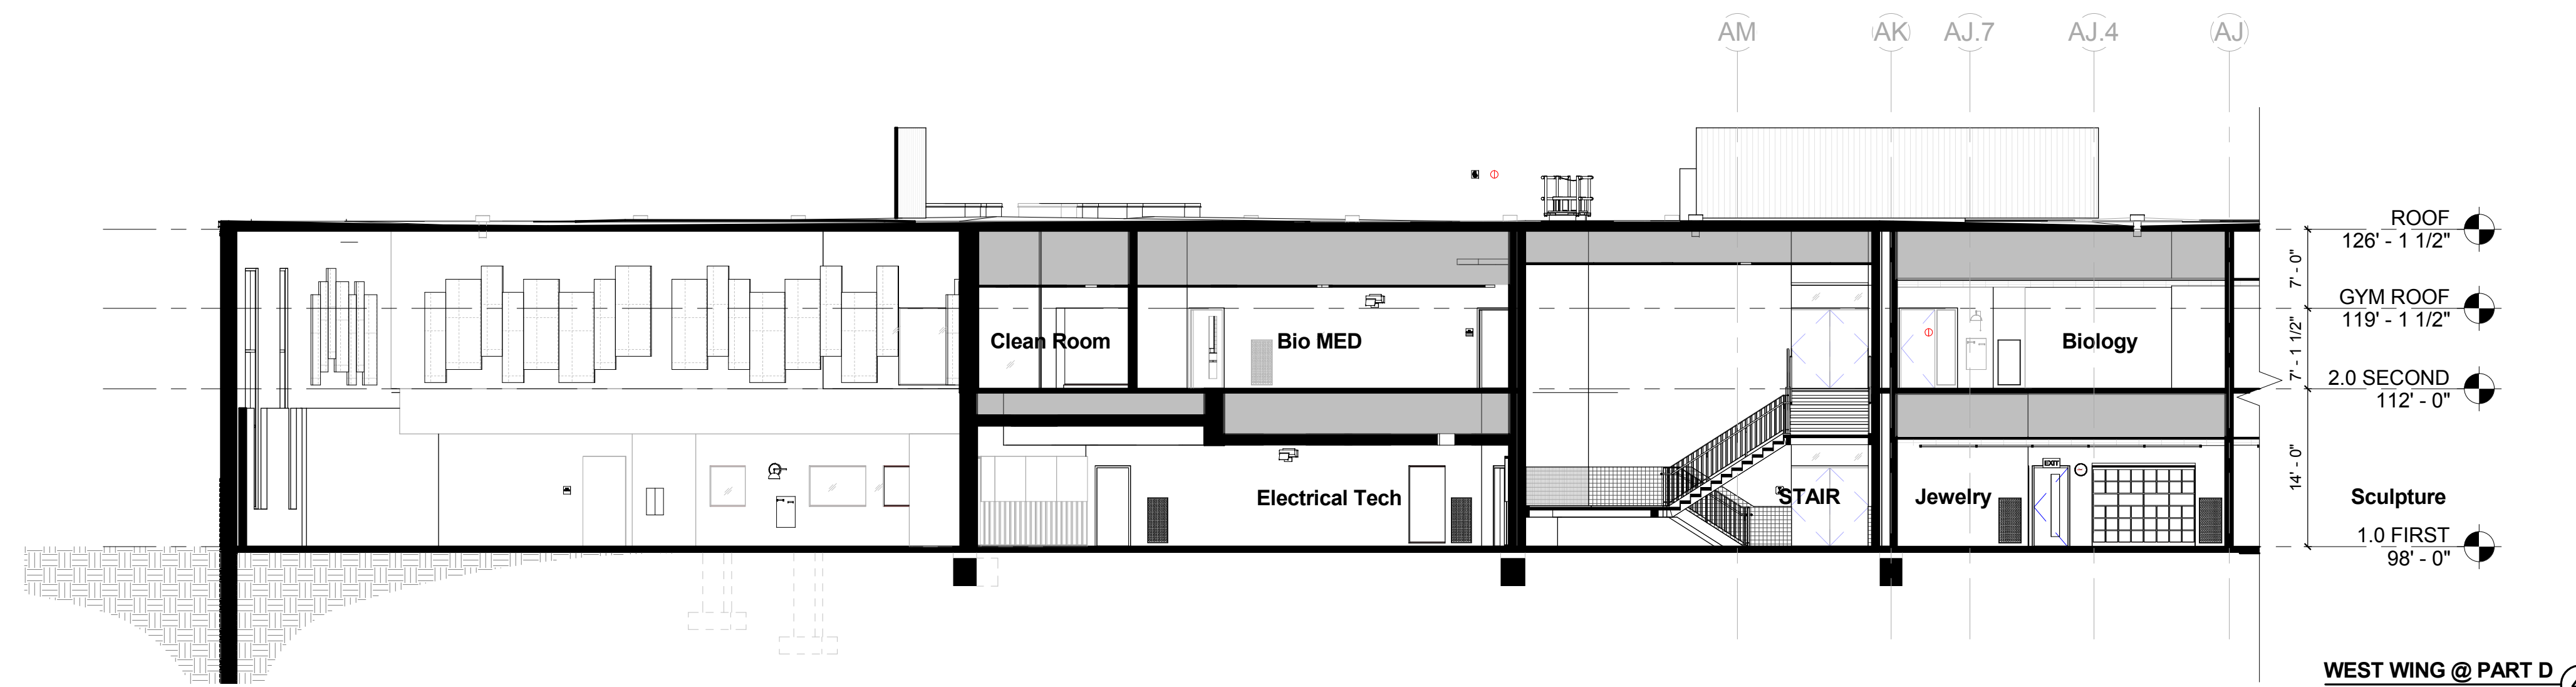 AM
AK
AJ.7
AJ.4
AJ
ROOF
126' - 1 1/2"
7' - 0"
GYM ROOF
119' - 1 1/2"
Clean Room
Bio MED
Biology
7' - 1 1/2"
2.0 SECOND
112' - 0"
EXIT
14' - 0"
Electrical Tech
STAIR
Jewelry
Sculpture
1.0 FIRST
98' - 0"
WEST WING @ PART D